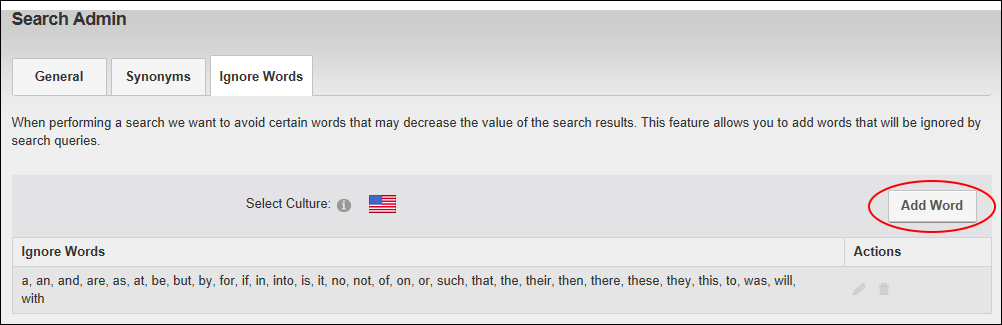 Search Admin
General Synonyms Ignore Words
When performing a search we want to avoid certain words that may decrease the value of the search results. This feature allows you to add words that will be ignored by
search queries.
Select Culture: Add Word
Ignore Words Actions
a, an, and, are, as, at, be, but, by, for, if, in, into, is, it, no, not, of, on, or, such, that, the, their, then, there, these, they, this, to, was, will,
with